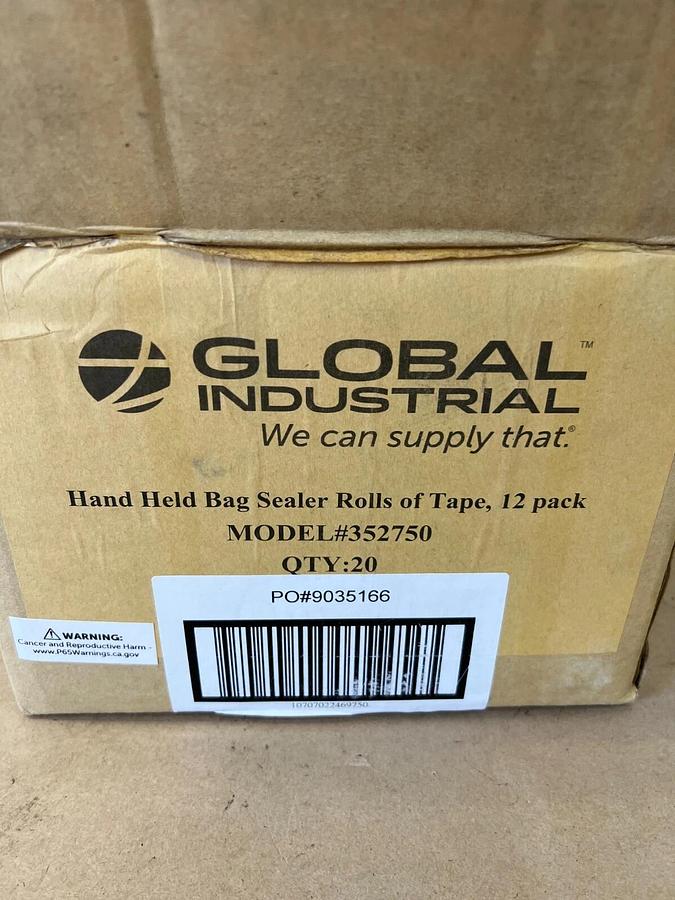 GLOBAL™
INDUSTRIAL
We can supply that.®
Hand Held Bag Sealer Rolls of Tape, 12 pack
MODEL#352750
QTY:20
PO#9035166
⚠ WARNING:
Cancer and Reproductive Harm -
www.P65Warnings.ca.gov
10707022469750